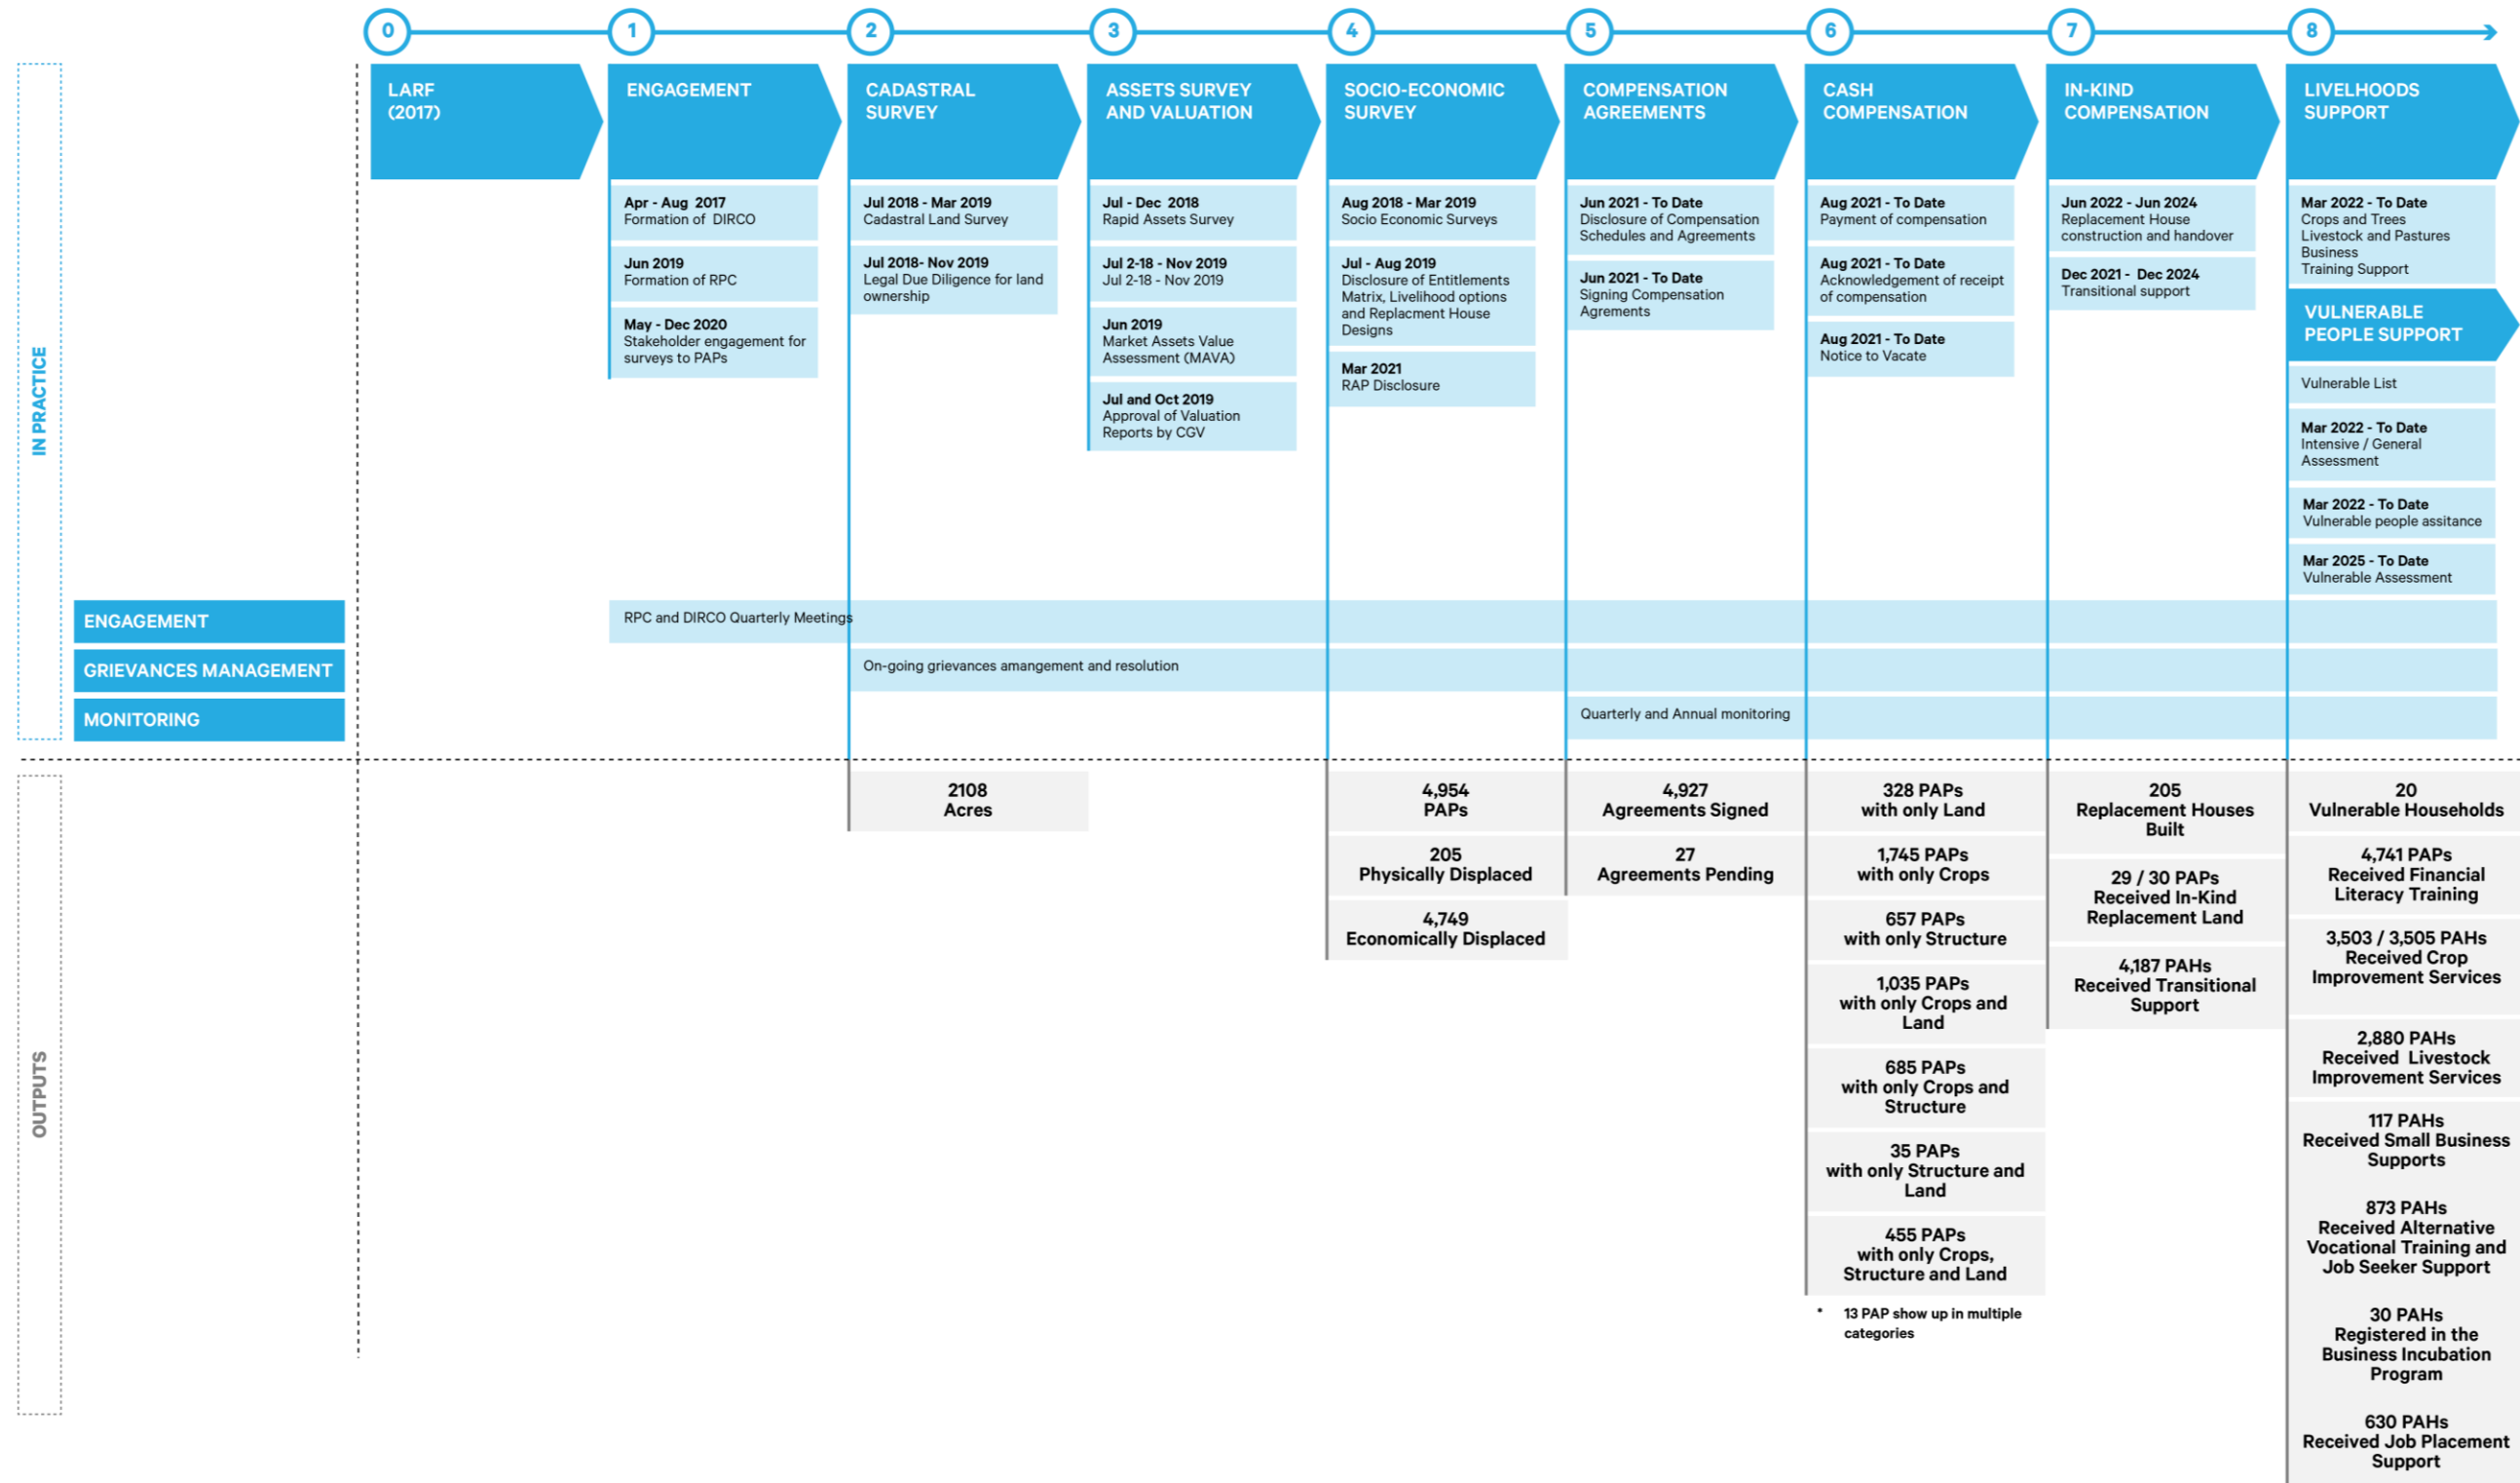 0
1
2
3
4
5
6
7
8
LARF
(2017)
ENGAGEMENT
CADASTRAL
SURVEY
ASSETS SURVEY
AND VALUATION
SOCIO-ECONOMIC
SURVEY
COMPENSATION
AGREEMENTS
CASH
COMPENSATION
IN-KIND
COMPENSATION
LIVELHOODS
SUPPORT
IN PRACTICE
Apr - Aug 2017
Formation of DIRCO
Jun 2019
Formation of RPC
May - Dec 2020
Stakeholder engagement for
surveys to PAPs
Jul 2018 - Mar 2019
Cadastral Land Survey
Jul 2018- Nov 2019
Legal Due Diligence for land
ownership
Jul - Dec 2018
Rapid Assets Survey
Jul 2-18 - Nov 2019
Jul 2-18 - Nov 2019
Jun 2019
Market Assets Value
Assessment (MAVA)
Jul and Oct 2019
Approval of Valuation
Reports by CGV
Aug 2018 - Mar 2019
Socio Economic Surveys
Jul - Aug 2019
Disclosure of Entitlements
Matrix, Livelihood options
and Replacment House
Designs
Mar 2021
RAP Disclosure
Jun 2021 - To Date
Disclosure of Compensation
Schedules and Agreements
Jun 2021 - To Date
Signing Compensation
Agrements
Aug 2021 - To Date
Payment of compensation
Aug 2021 - To Date
Acknowledgement of receipt
of compensation
Aug 2021 - To Date
Notice to Vacate
Jun 2022 - Jun 2024
Replacement House
construction and handover
Dec 2021 - Dec 2024
Transitional support
Mar 2022 - To Date
Crops and Trees
Livestock and Pastures
Business
Training Support
VULNERABLE
PEOPLE SUPPORT
Vulnerable List
Mar 2022 - To Date
Intensive / General
Assessment
Mar 2022 - To Date
Vulnerable people assitance
Mar 2025 - To Date
Vulnerable Assessment
ENGAGEMENT
RPC and DIRCO Quarterly Meetings
GRIEVANCES MANAGEMENT
On-going grievances amangement and resolution
MONITORING
Quarterly and Annual monitoring
OUTPUTS
2108
Acres
4,954
PAPs
205
Physically Displaced
4,749
Economically Displaced
4,927
Agreements Signed
27
Agreements Pending
328 PAPs
with only Land
1,745 PAPs
with only Crops
657 PAPs
with only Structure
1,035 PAPs
with only Crops and
Land
685 PAPs
with only Crops and
Structure
35 PAPs
with only Structure and
Land
455 PAPs
with only Crops,
Structure and Land
* 13 PAP show up in multiple
categories
205
Replacement Houses
Built
29 / 30 PAPs
Received In-Kind
Replacement Land
4,187 PAHs
Received Transitional
Support
20
Vulnerable Households
4,741 PAPs
Received Financial
Literacy Training
3,503 / 3,505 PAHs
Received Crop
Improvement Services
2,880 PAHs
Received Livestock
Improvement Services
117 PAHs
Received Small Business
Supports
873 PAHs
Received Alternative
Vocational Training and
Job Seeker Support
30 PAHs
Registered in the
Business Incubation
Program
630 PAHs
Received Job Placement
Support